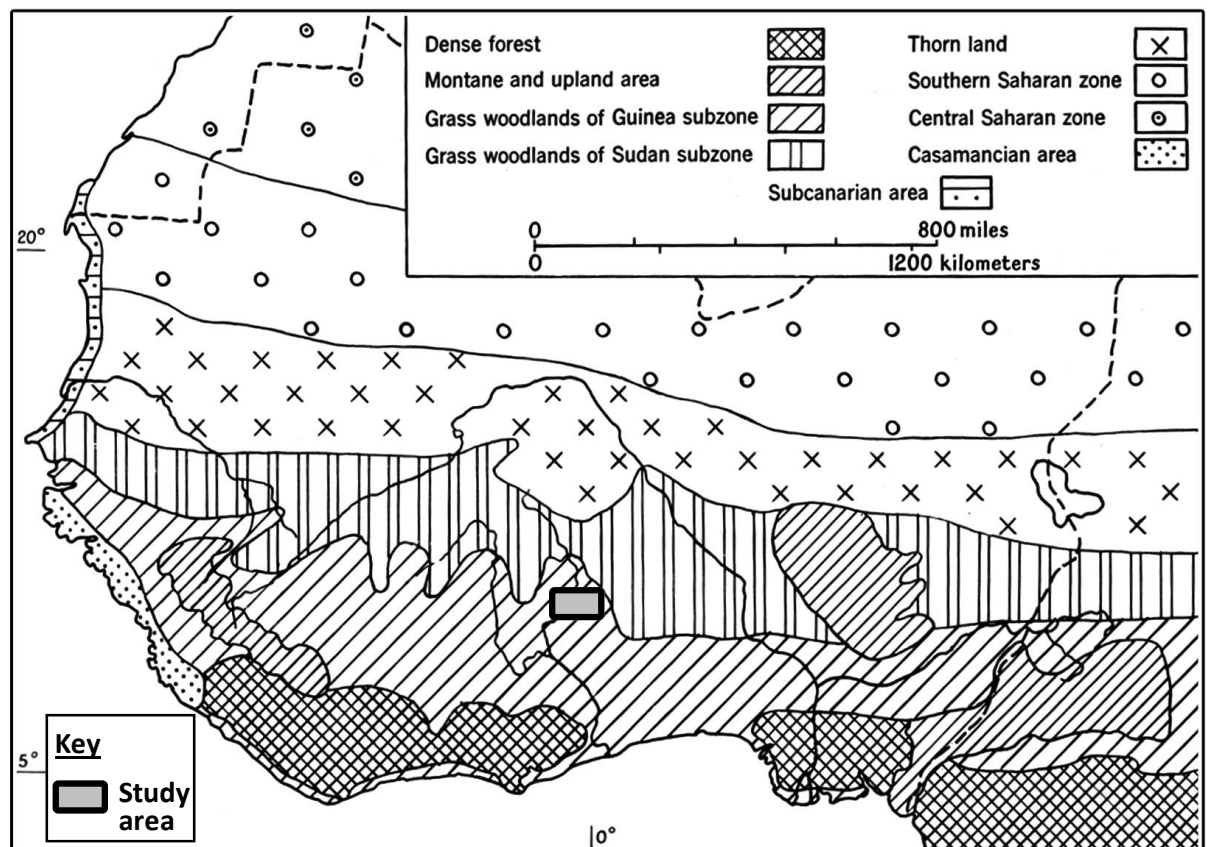 Dense forest
Montane and upland area
Grass woodlands of Guinea subzone
Grass woodlands of Sudan subzone
Thorn land
Southern Saharan zone
Central Saharan zone
Casamancian area
Subcanarian area
0 800 miles
0 1200 kilometers
20°
5°
0°
Key
Study
area